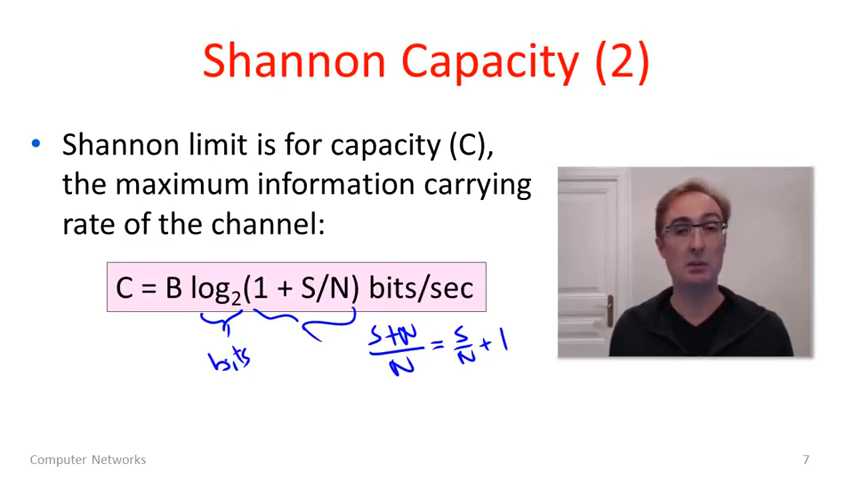 Shannon Capacity (2)
• Shannon limit is for capacity (C),
the maximum information carrying
rate of the channel:
C = B log₂(1 + S/N) bits/sec
bits
S+N/N = S/N + 1
Computer Networks
7